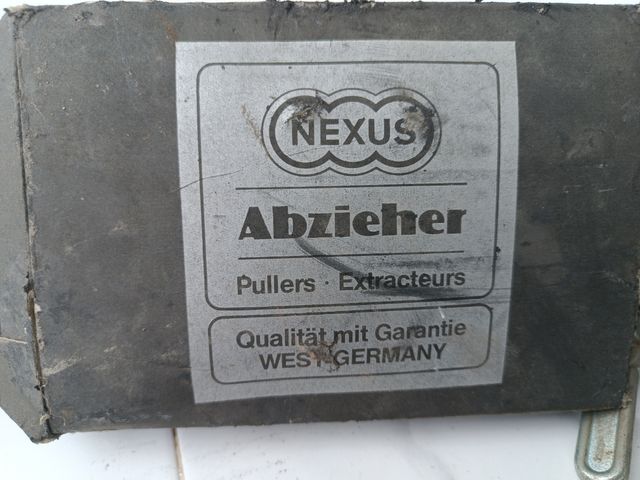 NEXUS
Abzieher
Pullers · Extracteurs
Qualität mit Garantie
WEST-GERMANY